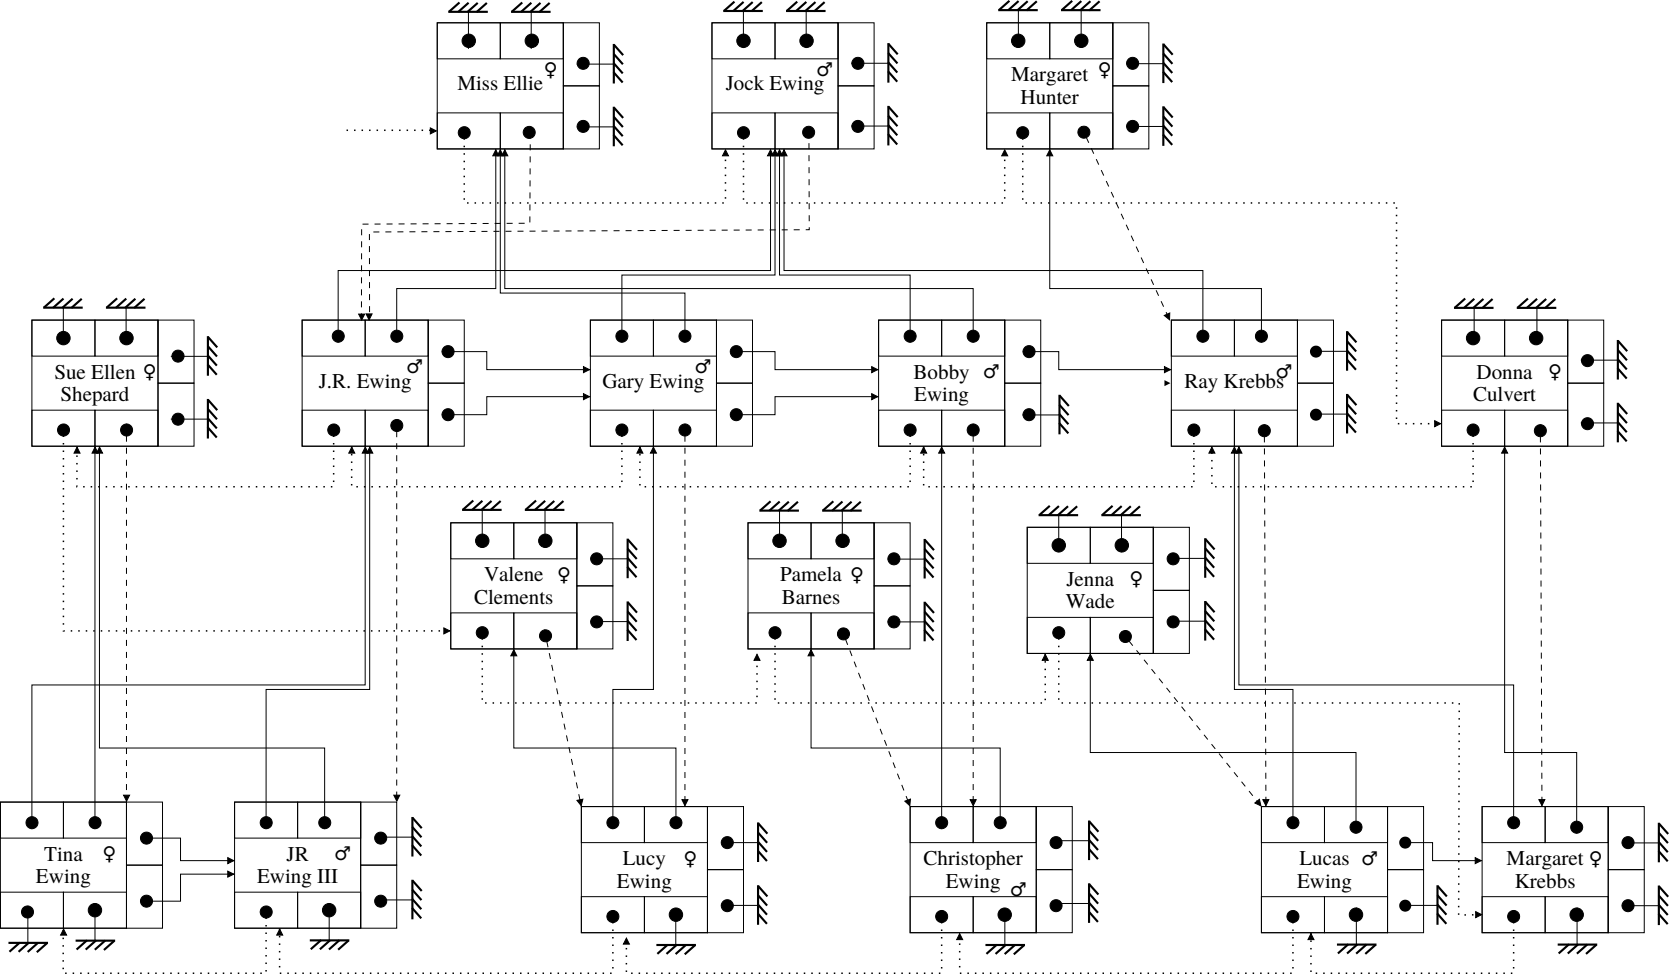 Miss Ellie ♀
Jock Ewing ♂
Margaret ♀
Hunter
Sue Ellen ♀
Shepard
J.R. Ewing ♂
Gary Ewing ♂
Bobby ♂
Ewing
Ray Krebbs ♂
Donna ♀
Culvert
Valene ♀
Clements
Pamela ♀
Barnes
Jenna ♀
Wade
Tina ♀
Ewing
JR ♂
Ewing III
Lucy ♀
Ewing
Christopher
Ewing ♂
Lucas ♂
Ewing
Margaret ♀
Krebbs